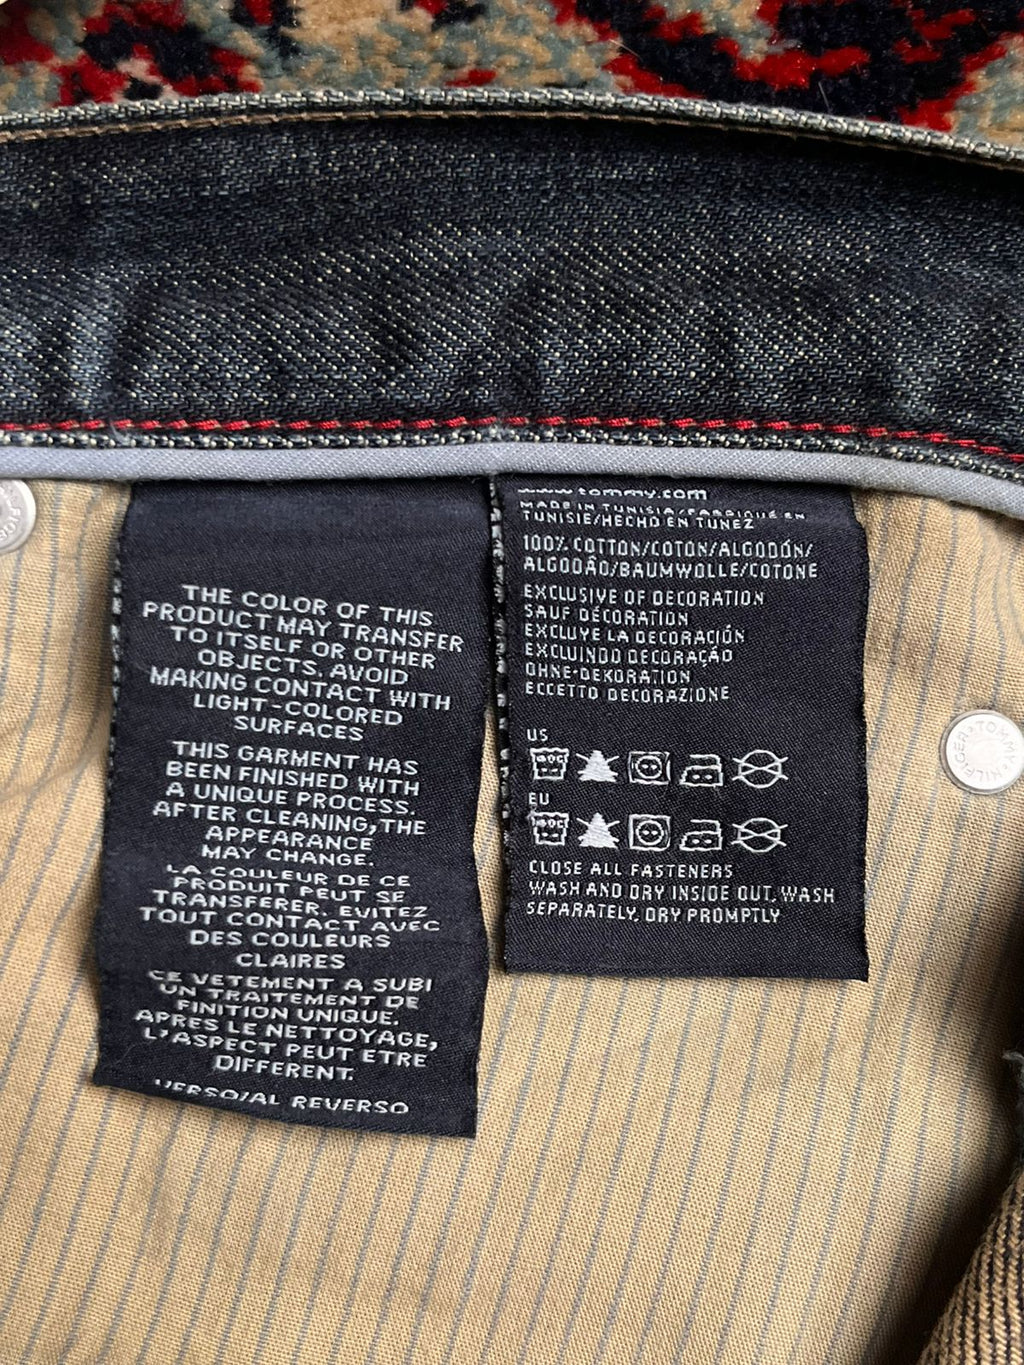 THE COLOR OF THIS
PRODUCT MAY TRANSFER
TO ITSELF OR OTHER
OBJECTS. AVOID
MAKING CONTACT WITH
LIGHT-COLORED
SURFACES
THIS GARMENT HAS
BEEN FINISHED WITH
A UNIQUE PROCESS.
AFTER CLEANING, THE
APPEARANCE
MAY CHANGE.
LA COULEUR DE CE
PRODUIT PEUT SE
TRANSFERER. EVITEZ
TOUT CONTACT AVEC
DES COULEURS
CLAIRES
CE VETEMENT A SUBI
UN TRAITEMENT DE
FINITION UNIQUE.
APRES LE NETTOYAGE,
L'ASPECT PEUT ETRE
DIFFERENT.
VERSO/AL REVERSO
www.tommy.com
MADE IN TUNISIA/FABRIQUÉ EN
TUNISIE/HECHO EN TUNEZ
100% COTTON/COTON/ALGODÓN/
ALGODÃO/BAUMWOLLE/COTONE
EXCLUSIVE OF DECORATION
SAUF DÉCORATION
EXCLUYE LA DECORACIÓN
EXCLUINDO DECORAÇÃO
OHNE-DEKORATION
ECCETTO DECORAZIONE
US
EU
CLOSE ALL FASTENERS
WASH AND DRY INSIDE OUT. WASH
SEPARATELY. DRY PROMPTLY
TOMMY HILFIGER